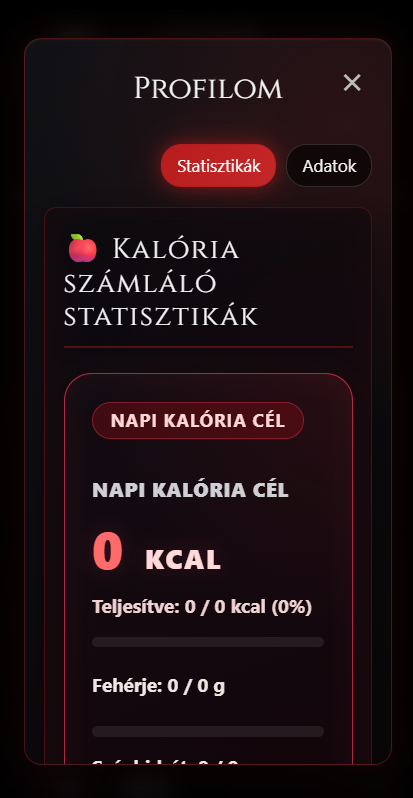 Profilom
Statisztikák
Adatok
Kalória
számláló
statisztikák
NAPI KALÓRIA CÉL
NAPI KALÓRIA CÉL
0 KCAL
Teljesítve: 0 / 0 kcal (0%)
Fehérje: 0 / 0 g